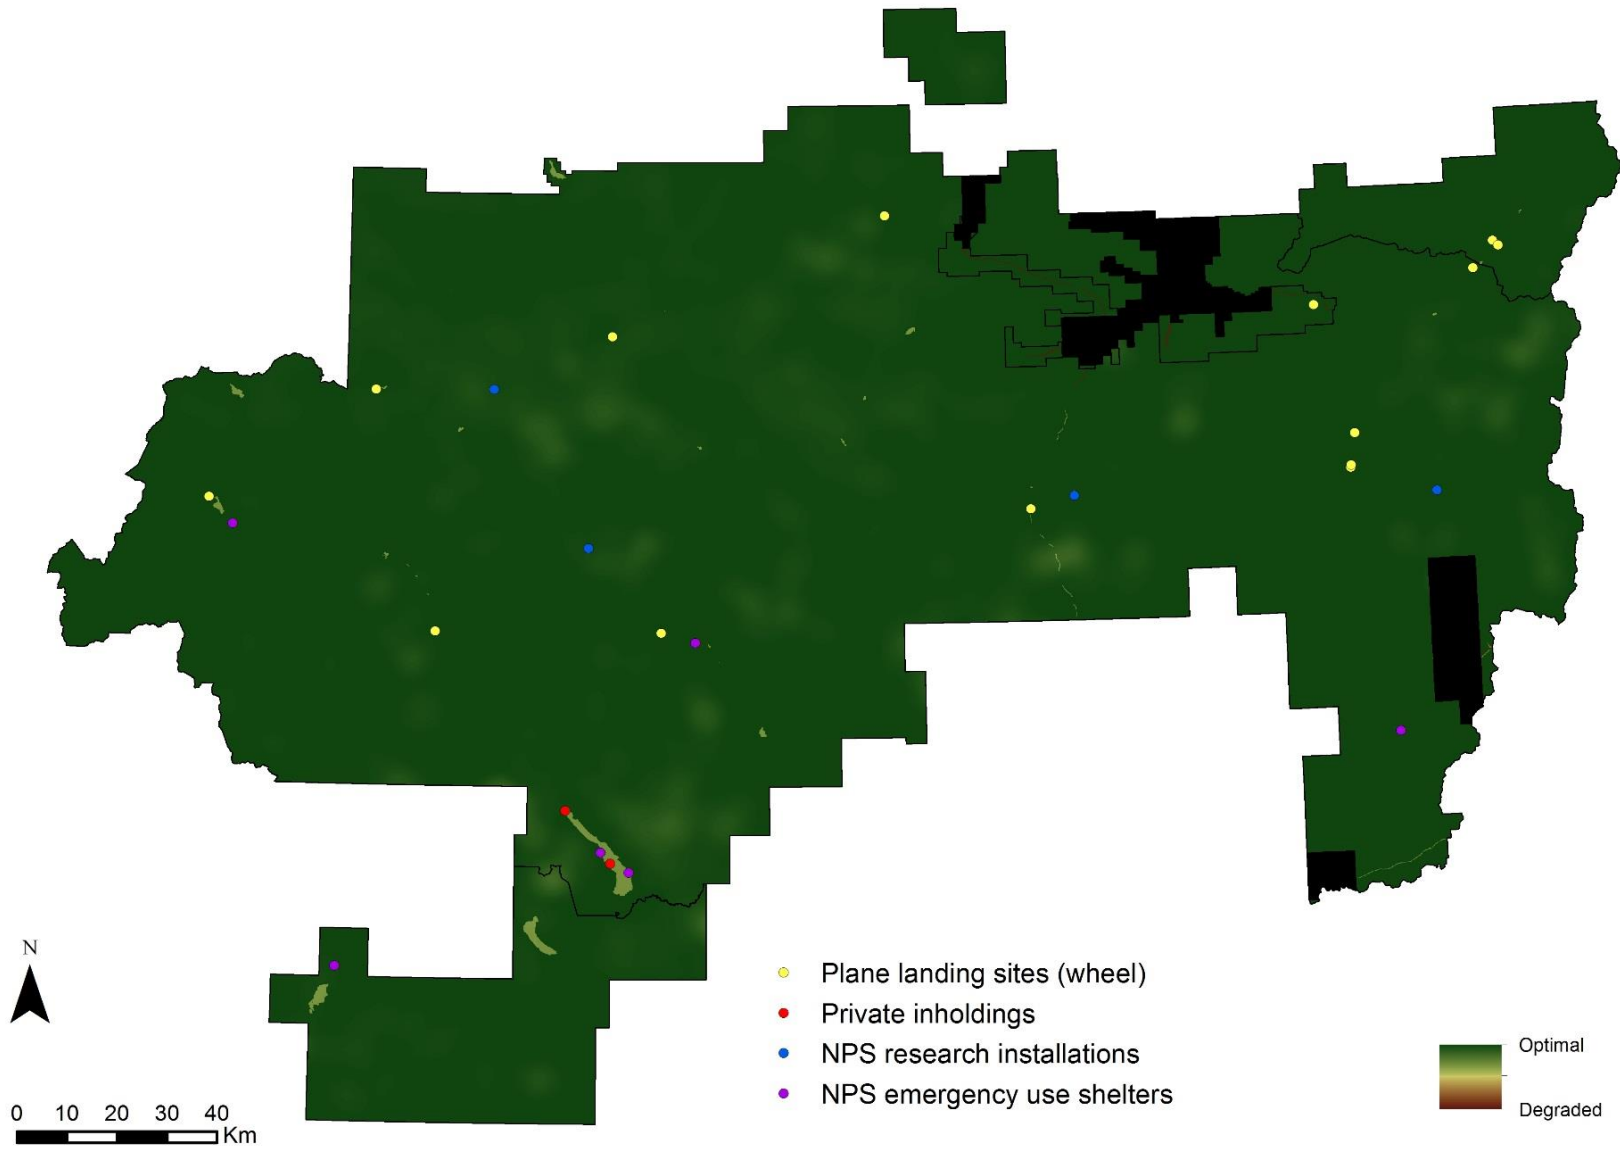 N
Plane landing sites (wheel)
Private inholdings
NPS research installations
NPS emergency use shelters
Optimal
Degraded
0 10 20 30 40
Km